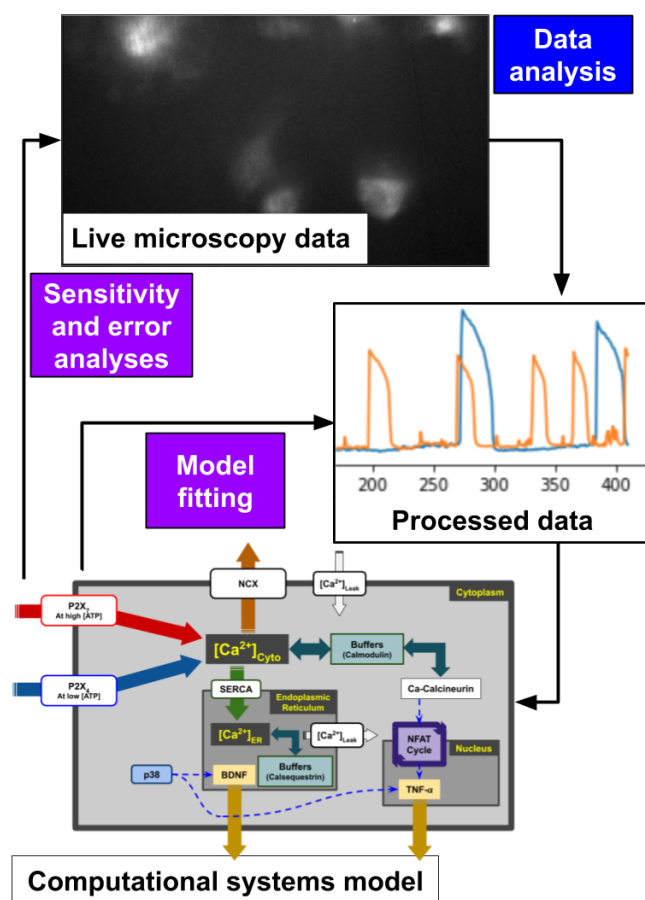 Data
analysis
Live microscopy data
Sensitivity
and error
analyses
200 250 300 350 400
Processed data
Model
fitting
NCX
[Ca²⁺]Leak
Cytoplasm
P2X₇
At high [ATP]
[Ca²⁺]Cyto
Buffers
(Calmodulin)
P2X₄
At low [ATP]
SERCA
Ca-Calcineurin
Endoplasmic
Reticulum
[Ca²⁺]ER
[Ca²⁺]Leak
NFAT
Cycle
Nucleus
Buffers
(Calsequestrin)
p38
BDNF
TNF-α
Computational systems model